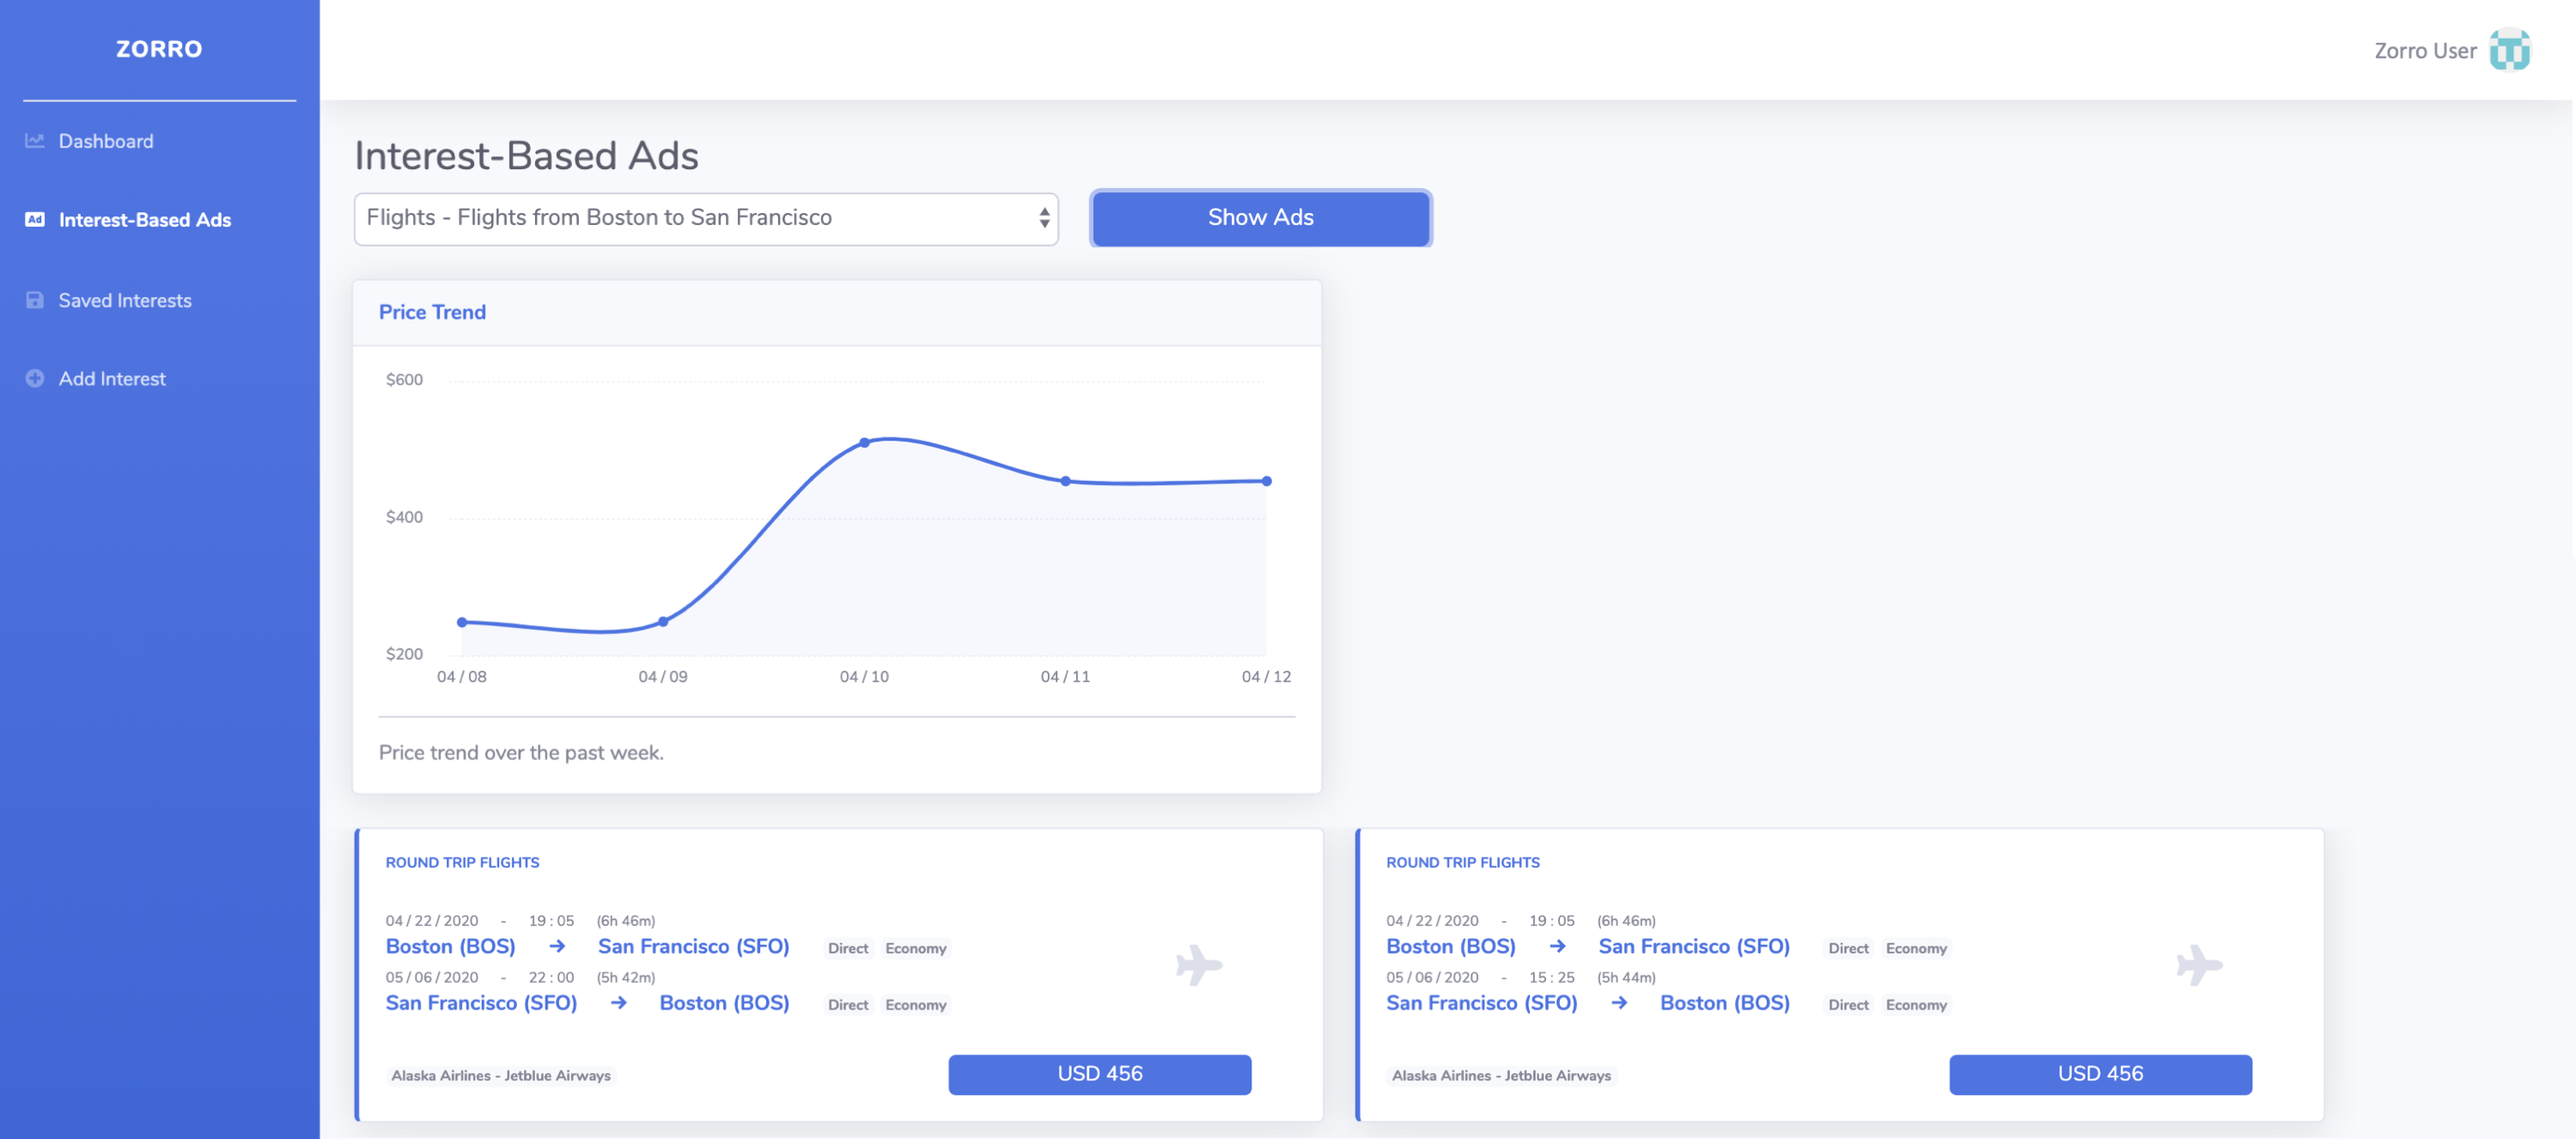 ZORRO
Zorro User
Dashboard
Ad Interest-Based Ads
Saved Interests
Add Interest
Interest-Based Ads
Flights - Flights from Boston to San Francisco
Show Ads
Price Trend
$600
$400
$200
04 / 08 04 / 09 04 / 10 04 / 11 04 / 12
Price trend over the past week.
ROUND TRIP FLIGHTS
04 / 22 / 2020 - 19 : 05 (6h 46m)
Boston (BOS) → San Francisco (SFO) Direct Economy
05 / 06 / 2020 - 22 : 00 (5h 42m)
San Francisco (SFO) → Boston (BOS) Direct Economy
Alaska Airlines - Jetblue Airways USD 456
ROUND TRIP FLIGHTS
04 / 22 / 2020 - 19 : 05 (6h 46m)
Boston (BOS) → San Francisco (SFO) Direct Economy
05 / 06 / 2020 - 15 : 25 (5h 44m)
San Francisco (SFO) → Boston (BOS) Direct Economy
Alaska Airlines - Jetblue Airways USD 456